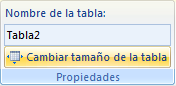 Nombre de la tabla:
Tabla2
Cambiar tamaño de la tabla
Propiedades